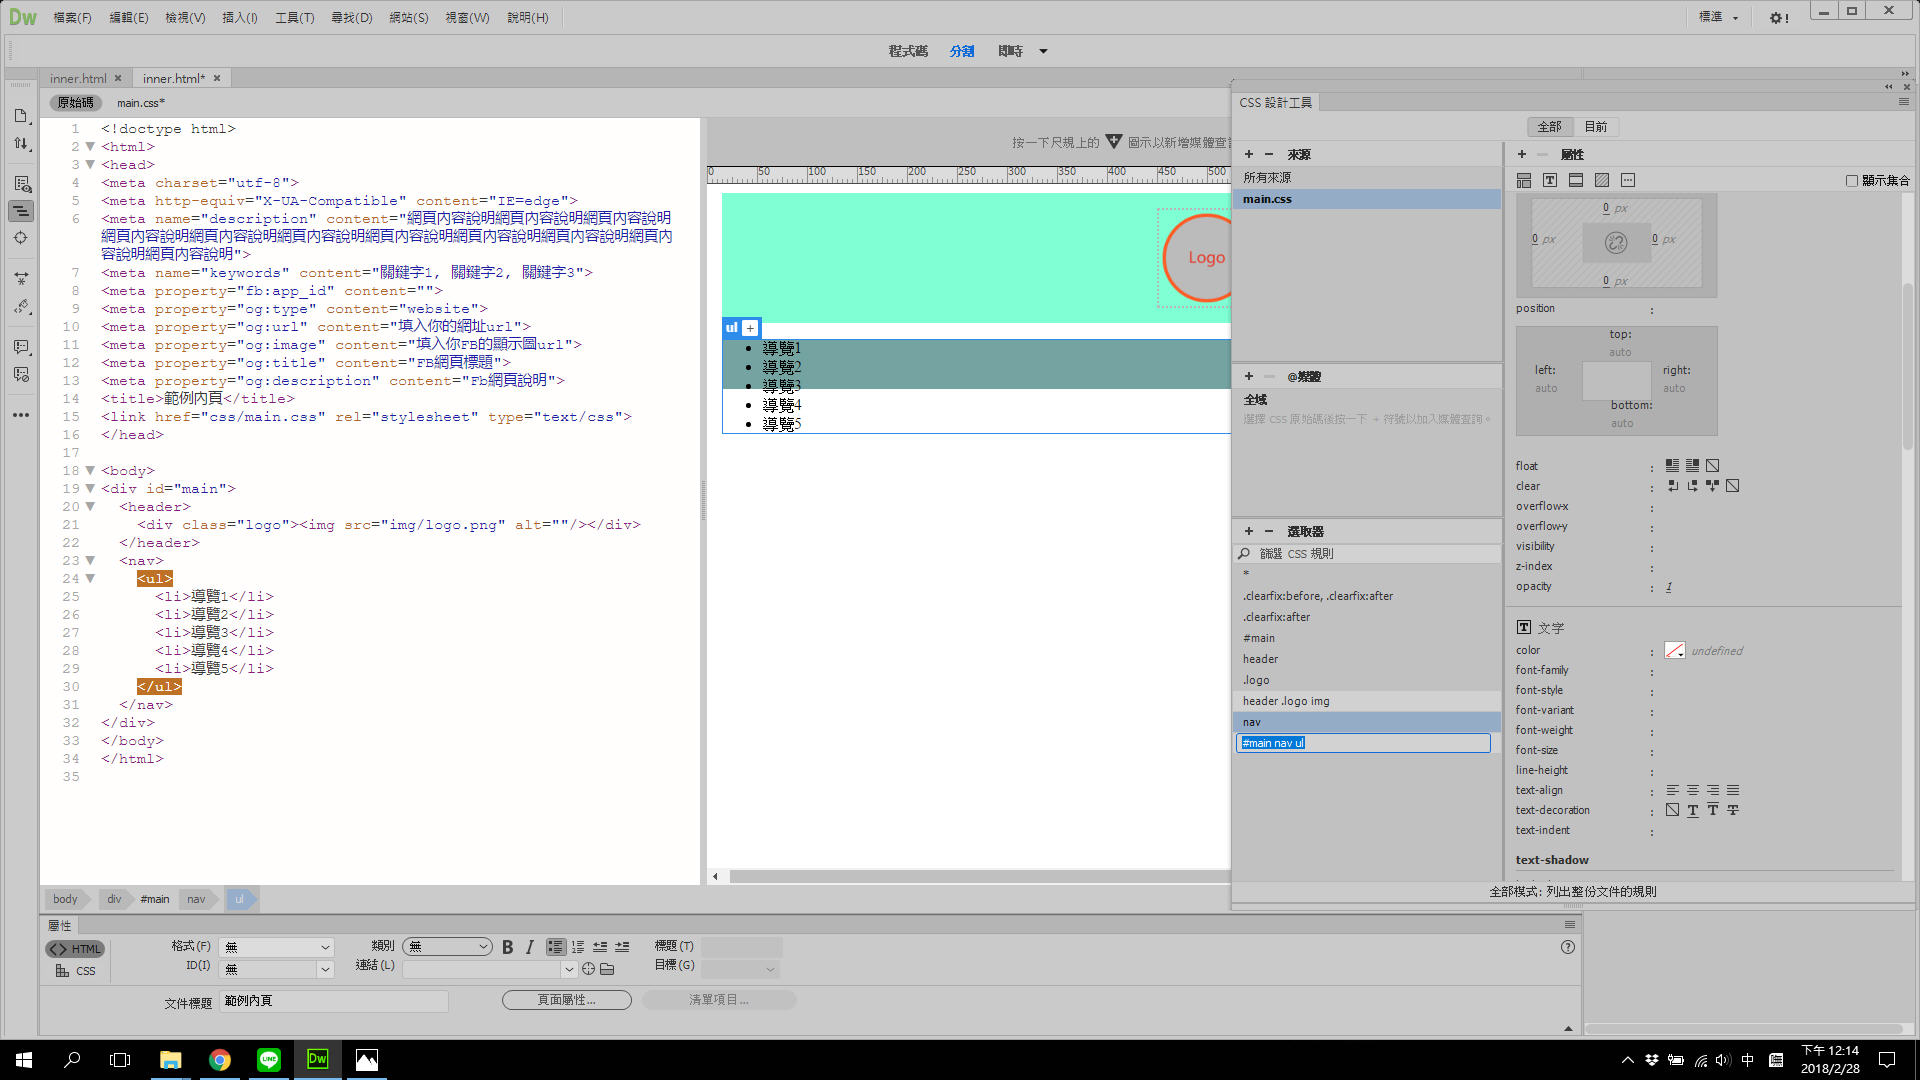 Dw 檔案(F) 編輯(E) 檢視(V) 插入(I) 工具(T) 尋找(D) 網站(S) 視窗(W) 說明(H) 標準
程式碼 分割 即時
inner.html inner.html*
原始碼 main.css*
1 <!doctype html>
2 <html>
3 <head>
4 <meta charset="utf-8">
5 <meta http-equiv="X-UA-Compatible" content="IE=edge">
6 <meta name="description" content="網頁內容說明網頁內容說明網頁內容說明
網頁內容說明網頁內容說明網頁內容說明網頁內容說明網頁內容說明網頁內容說明網頁內
容說明網頁內容說明">
7 <meta name="keywords" content="關鍵字1, 關鍵字2, 關鍵字3">
8 <meta property="fb:app_id" content="">
9 <meta property="og:type" content="website">
10 <meta property="og:url" content="填入你的網址url">
11 <meta property="og:image" content="填入你FB的顯示圖url">
12 <meta property="og:title" content="FB網頁標題">
13 <meta property="og:description" content="Fb網頁說明">
14 <title>範例內頁</title>
15 <link href="css/main.css" rel="stylesheet" type="text/css">
16 </head>
17
18 <body>
19 <div id="main">
20 <header>
21 <div class="logo"><img src="img/logo.png" alt=""/></div>
22 </header>
23 <nav>
24 <ul>
25 <li>導覽1</li>
26 <li>導覽2</li>
27 <li>導覽3</li>
28 <li>導覽4</li>
29 <li>導覽5</li>
30 </ul>
31 </nav>
32 </div>
33 </body>
34 </html>
35
按一下尺規上的 圖示以新增媒體查
0 50 100 150 200 250 300 350 400 450 500
Logo
ul +
導覽1
導覽2
導覽3
導覽4
導覽5
CSS 設計工具
全部 目前
+ − 來源
所有來源
main.css
+ − @媒體
全域
選擇 CSS 原始碼後按一下 + 符號以加入媒體查詢。
+ − 選取器
篩選 CSS 規則
*
.clearfix:before, .clearfix:after
.clearfix:after
#main
header
.logo
header .logo img
nav
#main nav ul
+ − 屬性
顯示集合
0 px
0 px 0 px
0 px
position :
top:
auto
left: right:
auto auto
bottom:
auto
float :
clear :
overflow-x :
overflow-y :
visibility :
z-index :
opacity : 1
T 文字
color : undefined
font-family :
font-style :
font-variant :
font-weight :
font-size :
line-height :
text-align :
text-decoration :
text-indent :
text-shadow
全部模式: 列出整份文件的規則
body div #main nav ul
屬性
<> HTML 格式(F) 無 類別 無 B I 標題(T)
CSS ID(I) 無 連結(L) 目標(G)
文件標題 範例內頁 頁面屬性... 清單項目...
LINE Dw 中
下午 12:14
2018/2/28